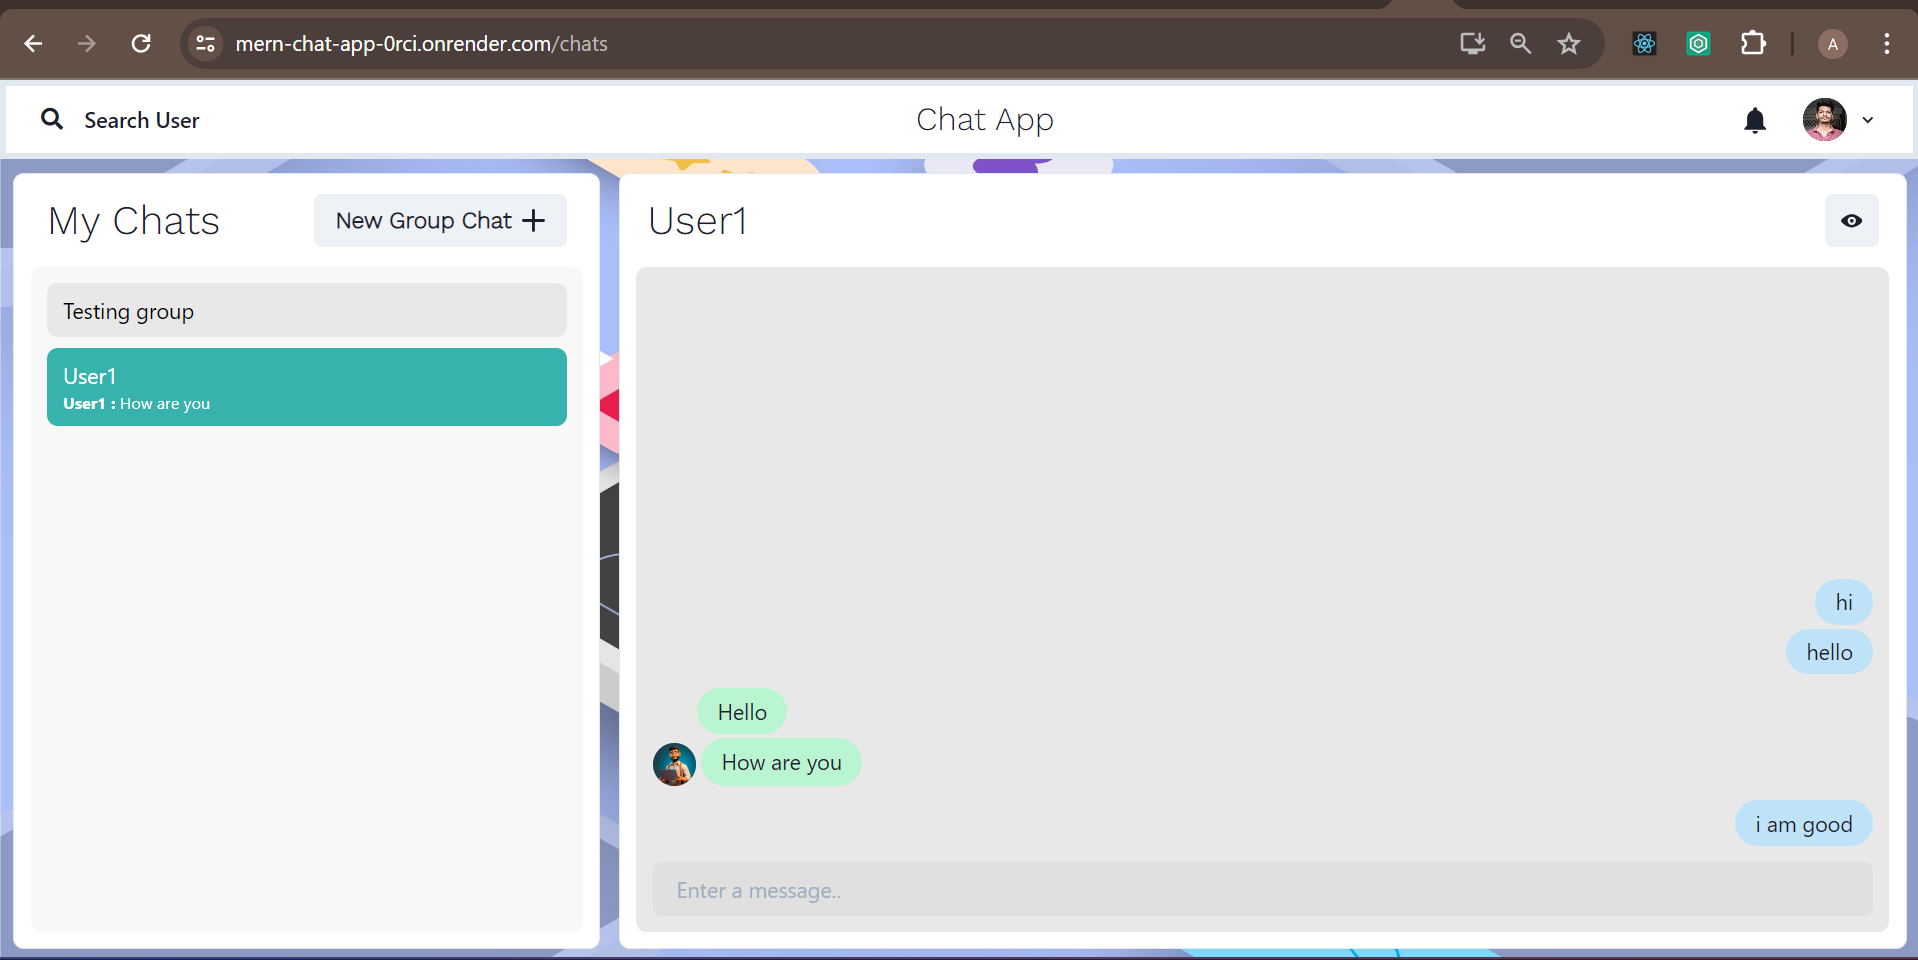 mern-chat-app-0rci.onrender.com/chats
A
Search User
Chat App
My Chats
New Group Chat
Testing group
User1
User1 : How are you
User1
hi
hello
Hello
How are you
i am good
Enter a message..